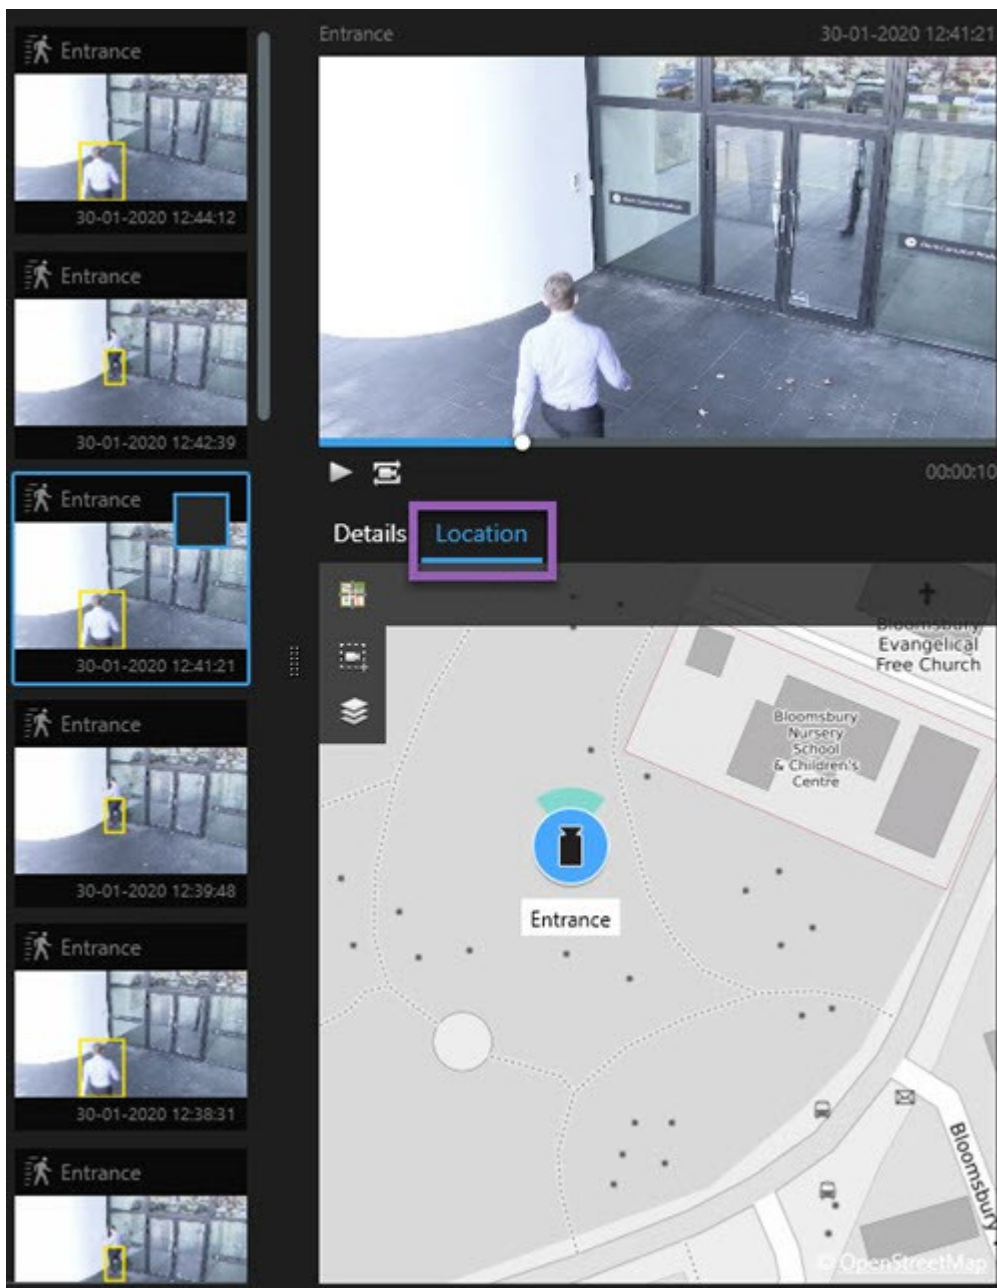 Entrance
30-01-2020 12:44:12
Entrance
30-01-2020 12:42:39
Entrance
30-01-2020 12:41:21
Entrance
30-01-2020 12:39:48
Entrance
30-01-2020 12:38:31
Entrance
Entrance
30-01-2020 12:41:21
00:00:10
Details
Location
Bloomsbury
Evangelical
Free Church
Bloomsbury
Nursery
School
& Children's
Centre
Entrance
Bloomsbury
© OpenStreetMap